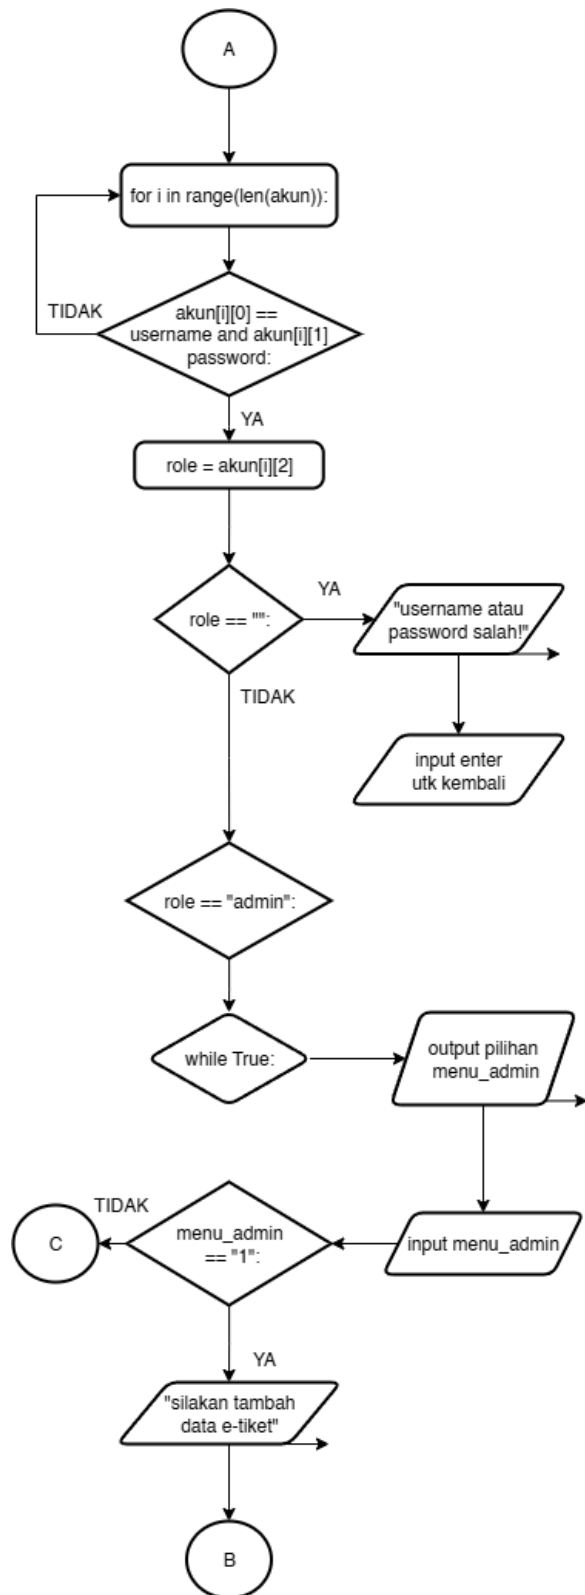 A
for i in range(len(akun)):
TIDAK
akun[i][0] ==
username and akun[i][1]
password:
YA
role = akun[i][2]
role == "":
YA
"username atau
password salah!"
TIDAK
input enter
utk kembali
role == "admin":
while True:
output pilihan
menu_admin
TIDAK
C
menu_admin
== "1":
input menu_admin
YA
"silakan tambah
data e-tiket"
B